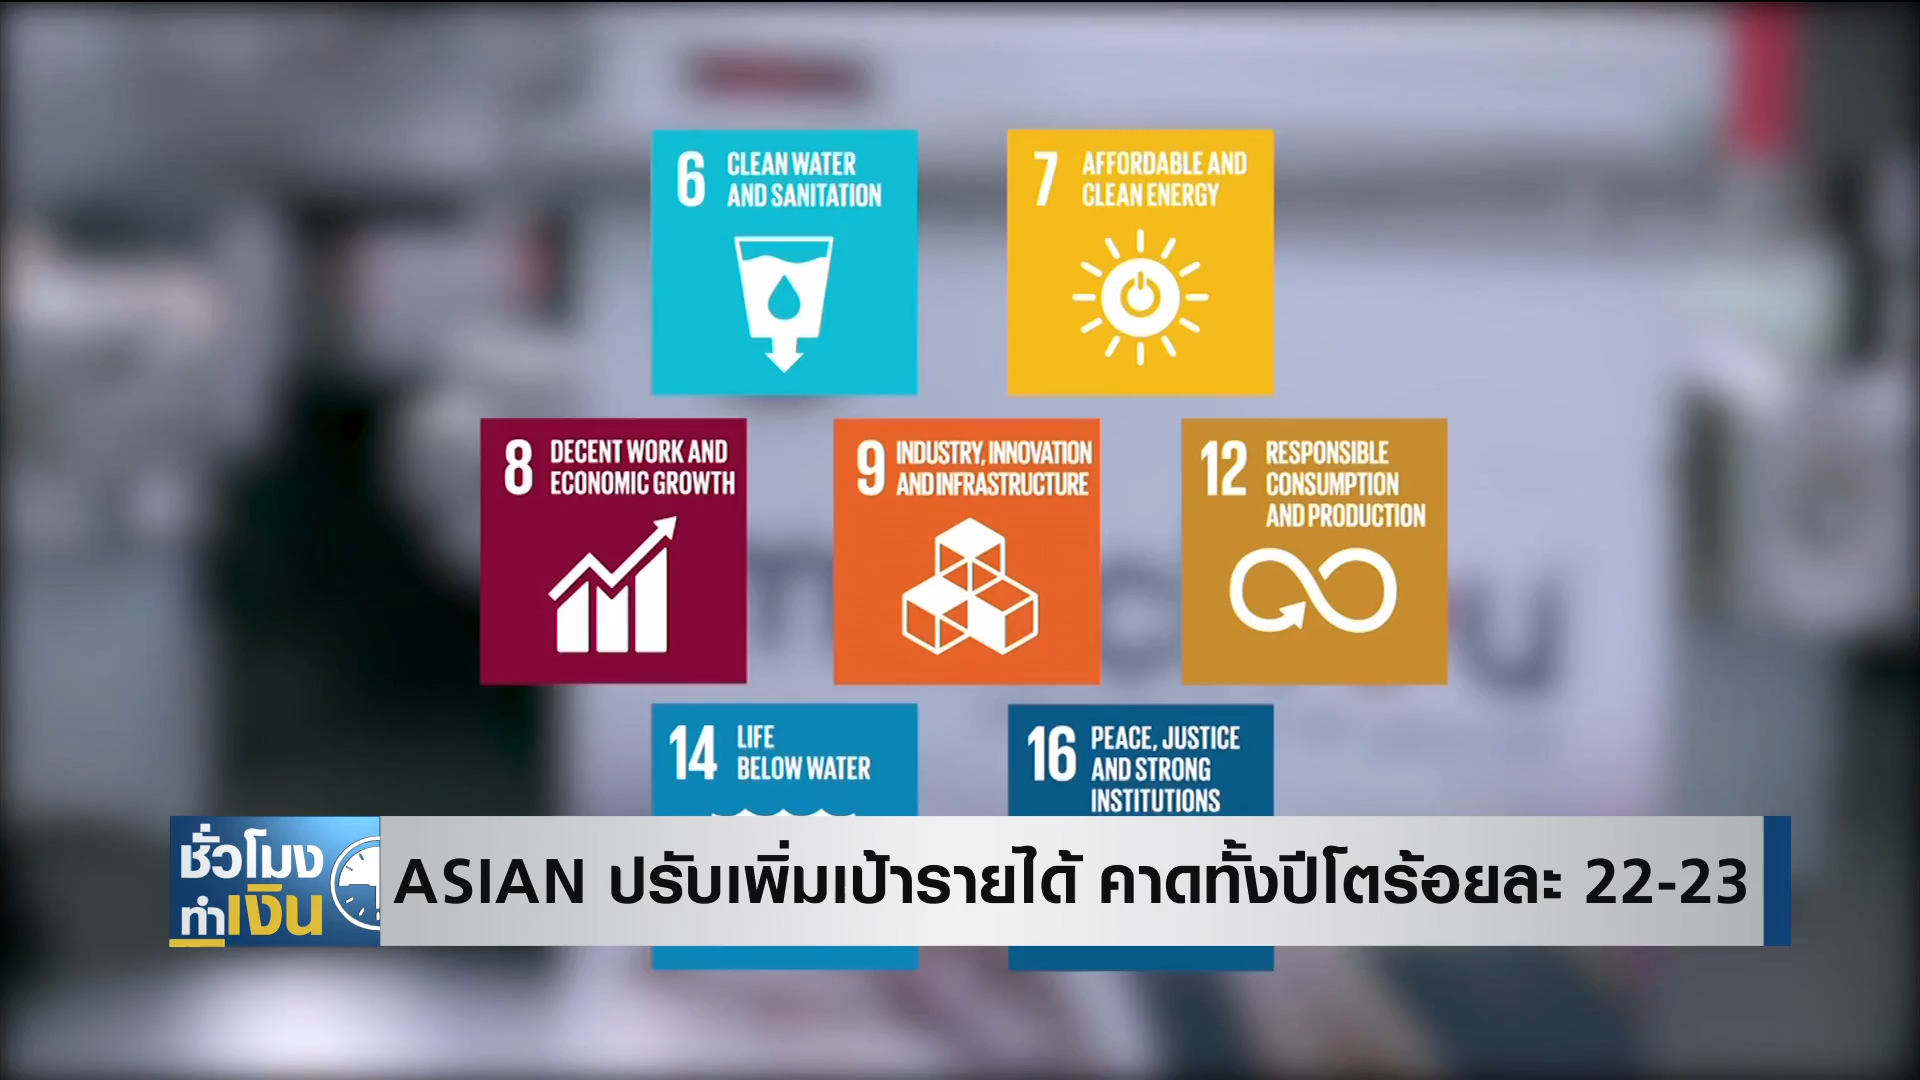 6 CLEAN WATER
AND SANITATION
7 AFFORDABLE AND
CLEAN ENERGY
8 DECENT WORK AND
ECONOMIC GROWTH
9 INDUSTRY, INNOVATION
AND INFRASTRUCTURE
12 RESPONSIBLE
CONSUMPTION
AND PRODUCTION
14 LIFE
BELOW WATER
16 PEACE, JUSTICE
AND STRONG
INSTITUTIONS
ชั่วโมง
ทำเงิน
ASIAN ปรับเพิ่มเป้ารายได้ คาดทั้งปีโตร้อยละ 22-23